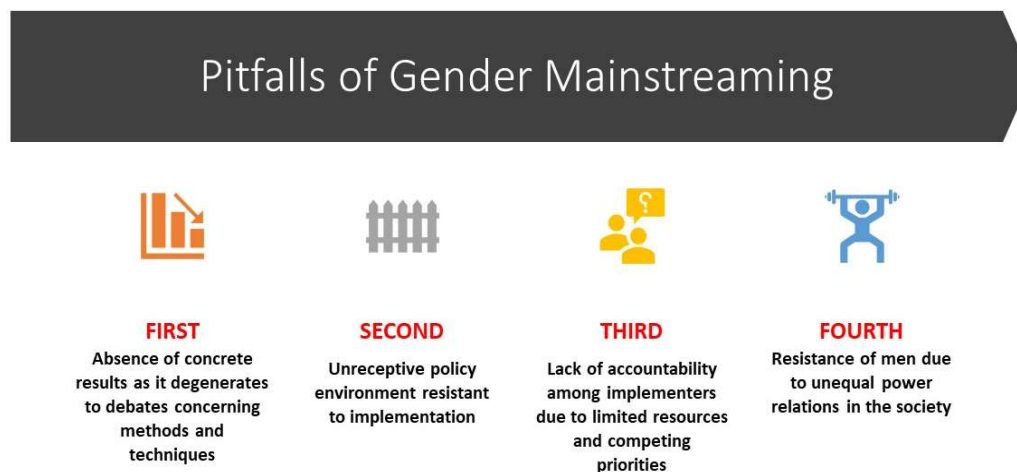 Pitfalls of Gender Mainstreaming
?
FIRST
Absence of concrete
results as it degenerates
to debates concerning
methods and
techniques
SECOND
Unreceptive policy
environment resistant
to implementation
THIRD
Lack of accountability
among implementers
due to limited resources
and competing
priorities
FOURTH
Resistance of men due
to unequal power
relations in the society